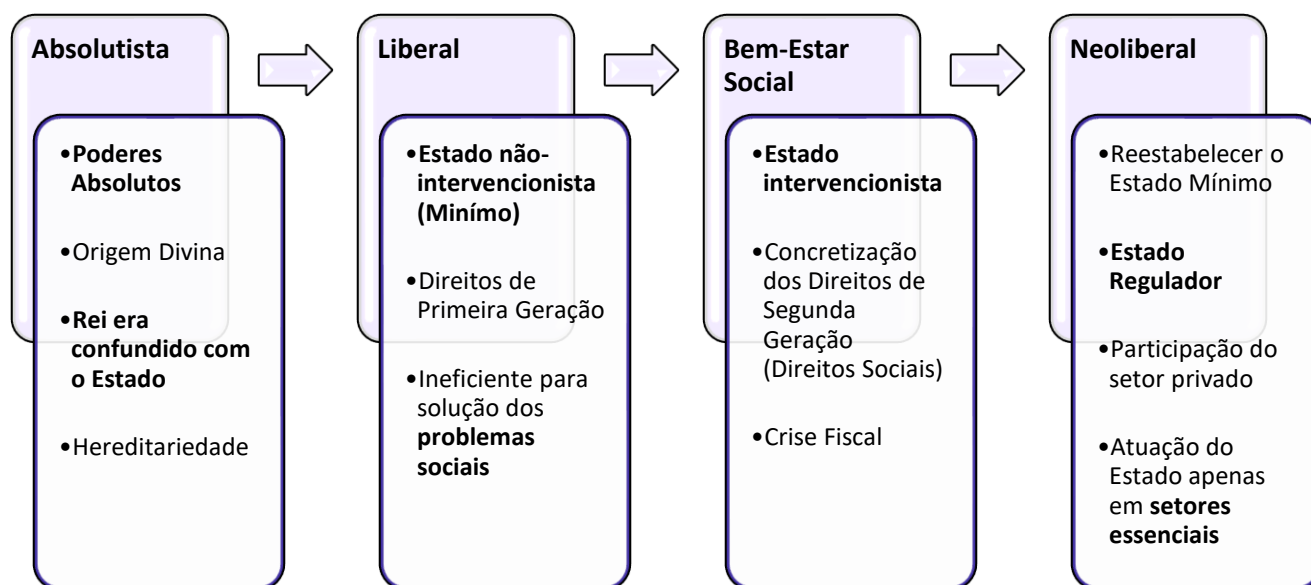 Absolutista
•Poderes
Absolutos
•Origem Divina
•Rei era
confundido com
o Estado
•Hereditariedade
Liberal
•Estado não-
intervencionista
(Minímo)
•Direitos de
Primeira Geração
•Ineficiente para
solução dos
problemas
sociais
Bem-Estar
Social
•Estado
intervencionista
•Concretização
dos Direitos de
Segunda
Geração
(Direitos Sociais)
•Crise Fiscal
Neoliberal
•Reestabelecer o
Estado Mínimo
•Estado
Regulador
•Participação do
setor privado
•Atuação do
Estado apenas
em setores
essenciais